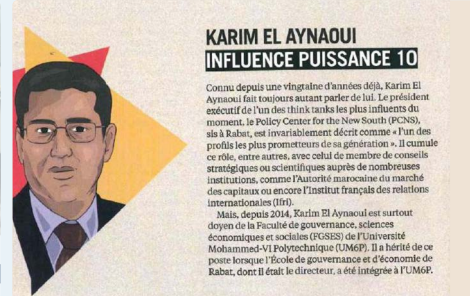 KARIM EL AYNAOUI
INFLUENCE PUISSANCE 10
Connu depuis une vingtaine d'années déjà, Karim El
Aynaoui fait toujours autant parler de lui. Le président
exécutif de l'un des think tanks les plus influents du
moment, le Policy Center for the New South (PCNS),
sis à Rabat, est invariablement décrit comme « l'un des
profils les plus prometteurs de sa génération ». Il cumule
ce rôle, entre autres, avec celui de membre de conseils
stratégiques ou scientifiques auprès de nombreuses
institutions, comme l'Autorité marocaine du marché
des capitaux ou encore l'Institut français des relations
internationales (Ifri).
Mais, depuis 2014, Karim El Aynaoui est surtout
doyen de la Faculté de gouvernance, sciences
économiques et sociales (FGSES) de l'Université
Mohammed-VI Polytechnique (UM6P). Il a hérité de ce
poste lorsque l'École de gouvernance et d'économie de
Rabat, dont il était le directeur, a été intégrée à l'UM6P.